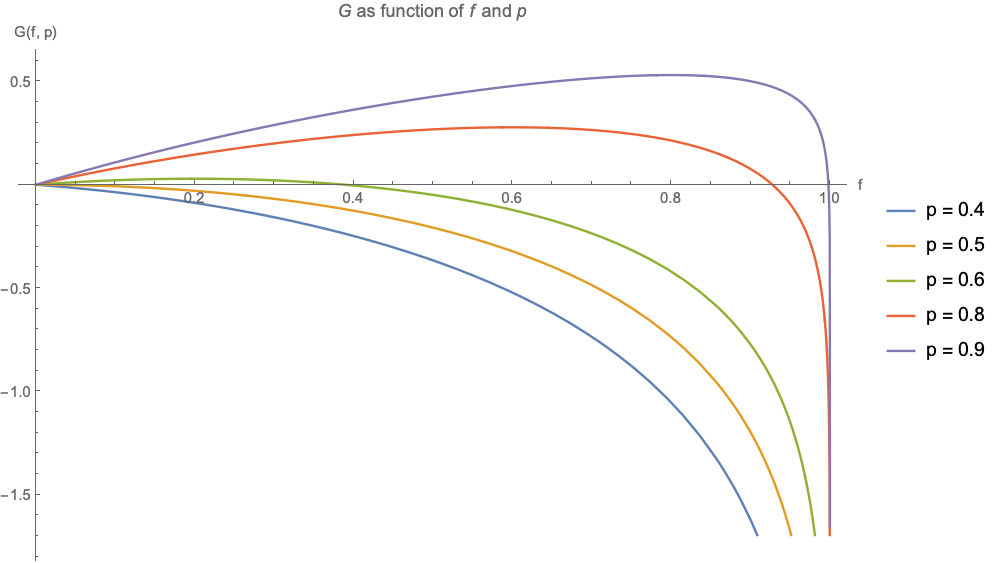 G as function of f and p
G(f, p)
0.5
f
0.2
0.4
0.6
0.8
1.0
−0.5
−1.0
−1.5
p = 0.4
p = 0.5
p = 0.6
p = 0.8
p = 0.9